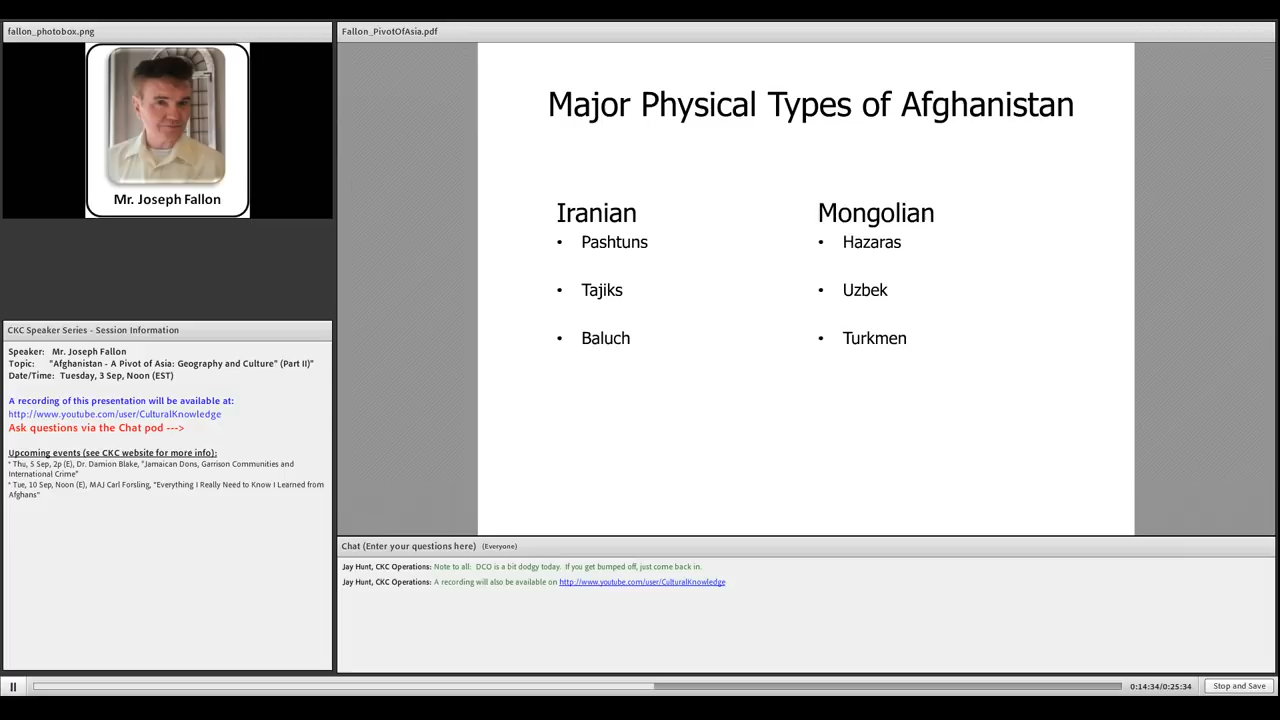 fallon_photobox.png
Mr. Joseph Fallon
CKC Speaker Series - Session Information
Speaker: Mr. Joseph Fallon
Topic: "Afghanistan - A Pivot of Asia: Geography and Culture" (Part II)"
Date/Time: Tuesday, 3 Sep, Noon (EST)
A recording of this presentation will be available at:
http://www.youtube.com/user/CulturalKnowledge
Ask questions via the Chat pod --->
Upcoming events (see CKC website for more info):
* Thu, 5 Sep, 2p (E), Dr. Damion Blake, "Jamaican Dons, Garrison Communities and
International Crime"
* Tue, 10 Sep, Noon (E), MAJ Carl Forsling, "Everything I Really Need to Know I Learned from
Afghans"
Fallon_PivotOfAsia.pdf
Major Physical Types of Afghanistan
Iranian
• Pashtuns
• Tajiks
• Baluch
Mongolian
• Hazaras
• Uzbek
• Turkmen
Chat (Enter your questions here) (Everyone)
Jay Hunt, CKC Operations: Note to all: DCO is a bit dodgy today. If you get bumped off, just come back in.
Jay Hunt, CKC Operations: A recording will also be available on http://www.youtube.com/user/CulturalKnowledge
0:14:34/0:25:34
Stop and Save